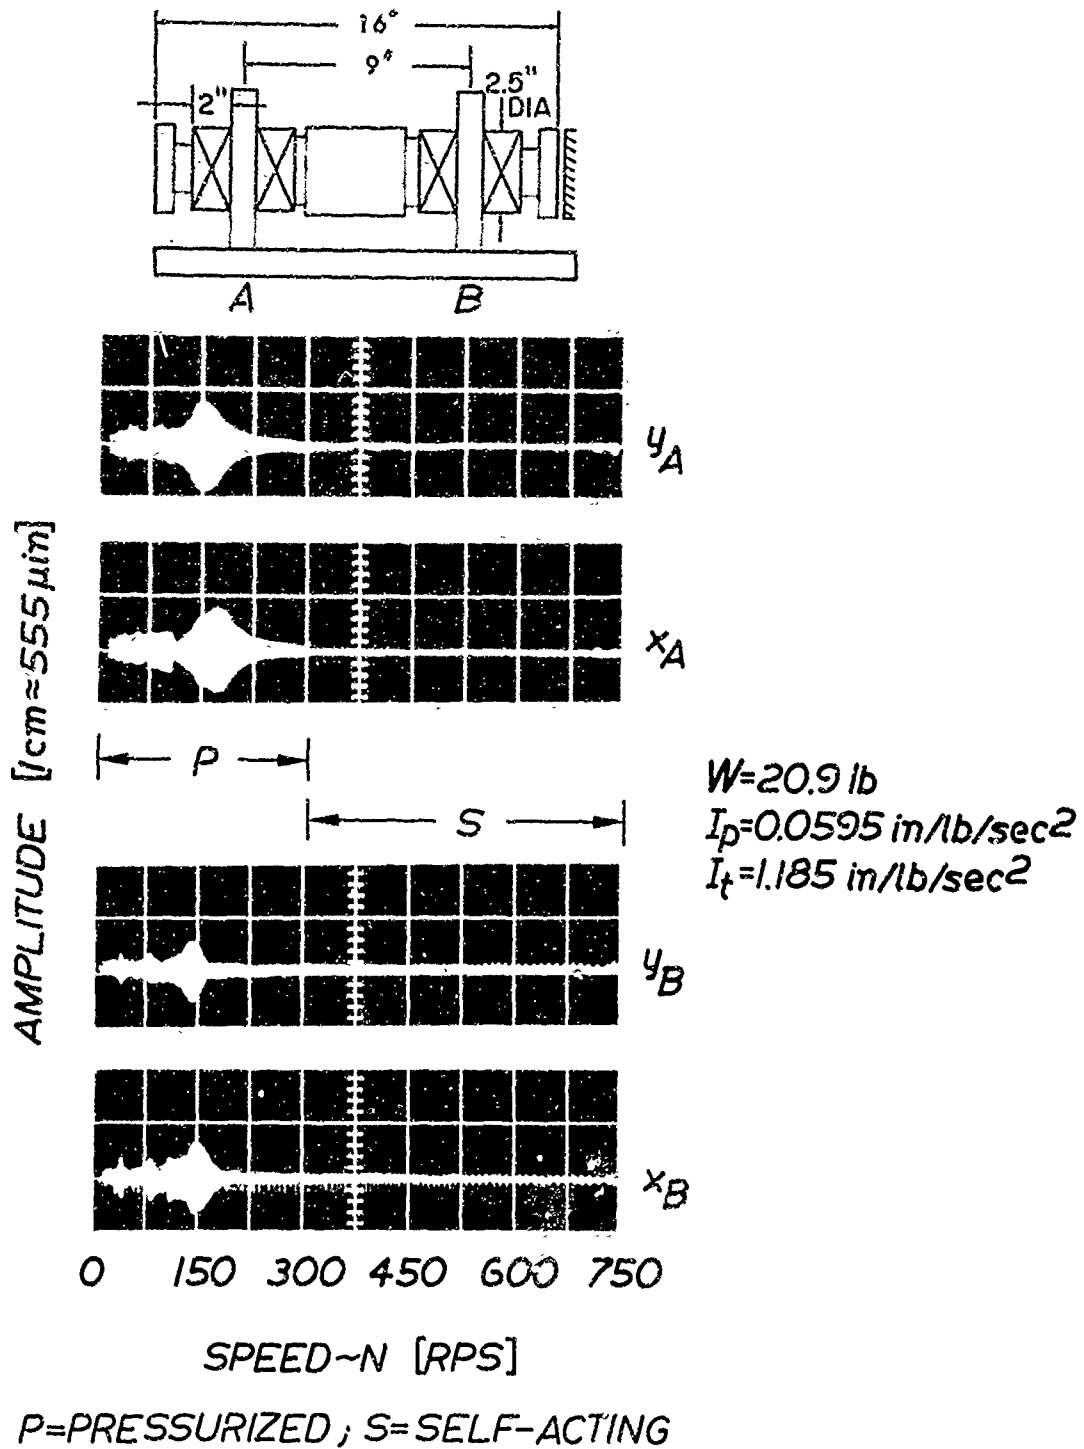 16"
9"
2"
2.5"
DIA
A
B
y_A
x_A
AMPLITUDE [1cm≈555μin]
P
S
W=20.9 lb
I_p=0.0595 in/lb/sec²
I_t=1.185 in/lb/sec²
y_B
x_B
0 150 300 450 600 750
SPEED~N [RPS]
P=PRESSURIZED; S=SELF-ACTING